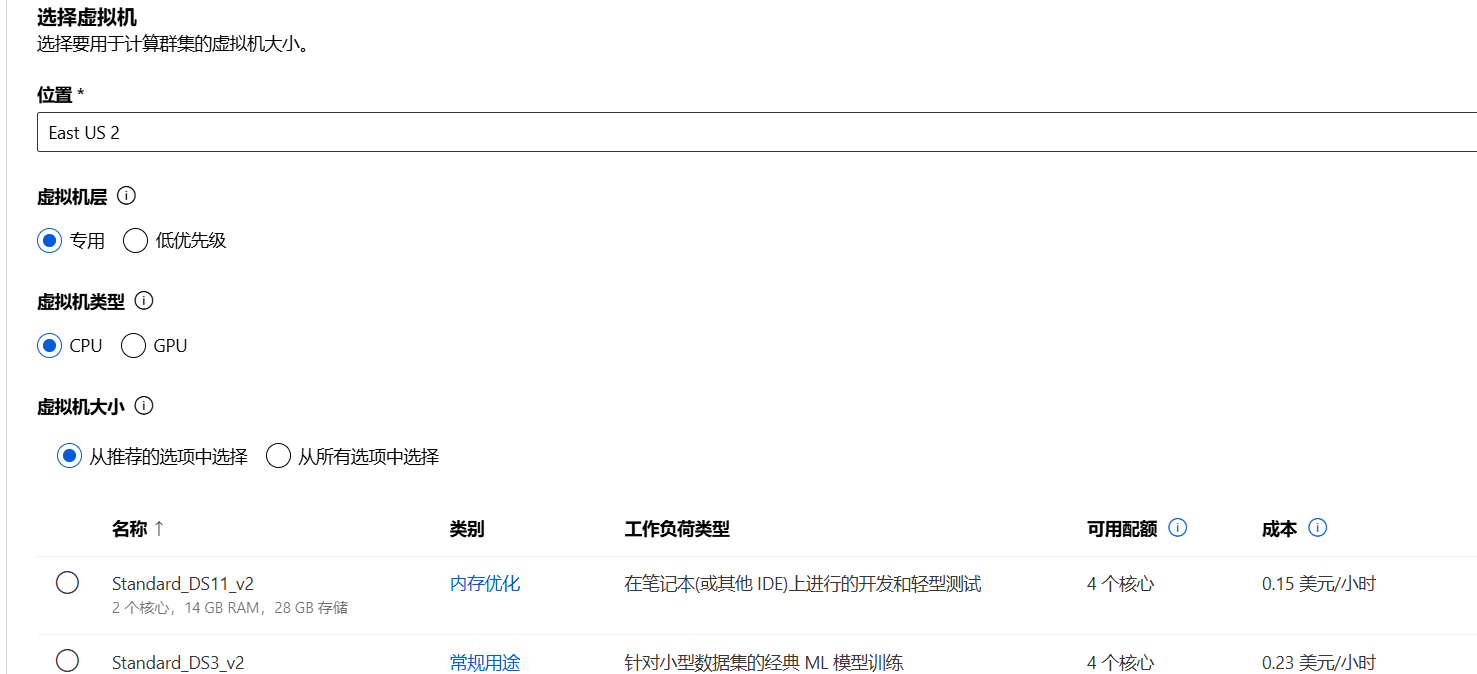 选择虚拟机
选择要用于计算群集的虚拟机大小。
位置 *
East US 2
虚拟机层
专用 低优先级
虚拟机类型
CPU GPU
虚拟机大小
从推荐的选项中选择 从所有选项中选择
名称 ↑ 类别 工作负荷类型 可用配额 成本
Standard_DS11_v2 内存优化 在笔记本(或其他 IDE)上进行的开发和轻型测试 4 个核心 0.15 美元/小时
2 个核心，14 GB RAM，28 GB 存储
Standard_DS3_v2 常规用途 针对小型数据集的经典 ML 模型训练 4 个核心 0.23 美元/小时